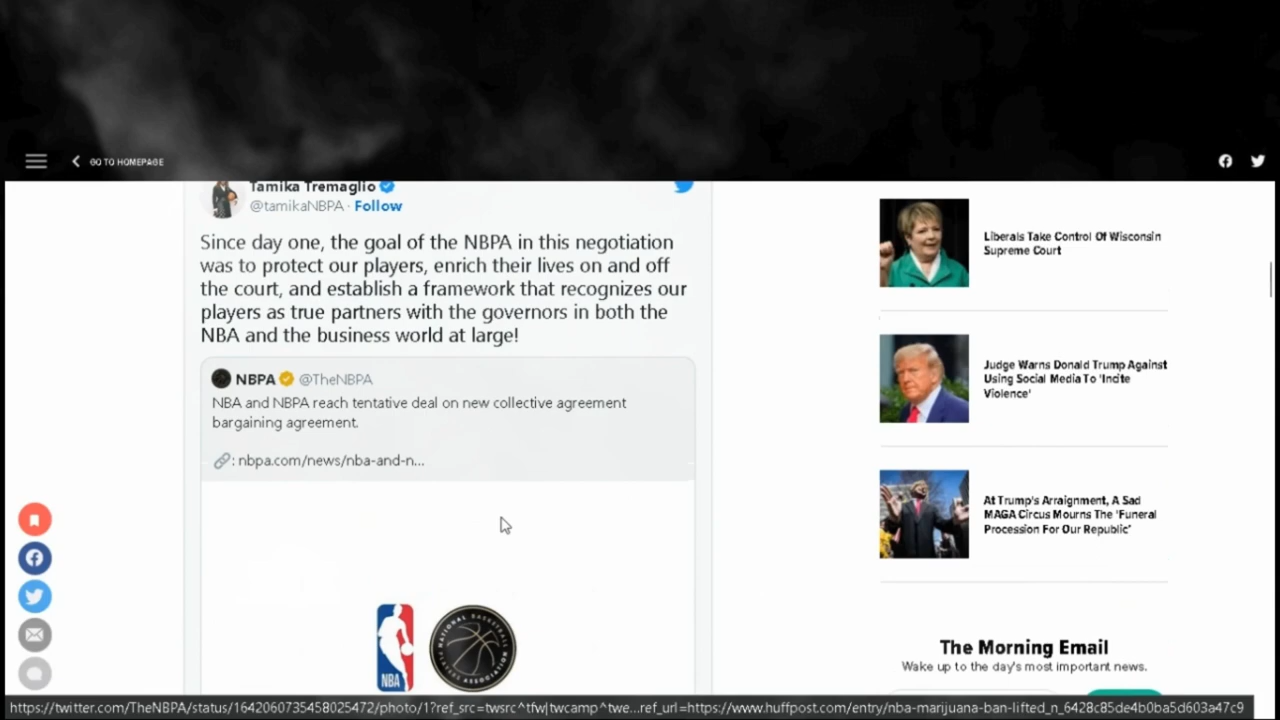 GO TO HOMEPAGE
Tamika Tremaglio
@tamikaNBPA · Follow
Since day one, the goal of the NBPA in this negotiation
was to protect our players, enrich their lives on and off
the court, and establish a framework that recognizes our
players as true partners with the governors in both the
NBA and the business world at large!
NBPA @TheNBPA
NBA and NBPA reach tentative deal on new collective agreement
bargaining agreement.
: nbpa.com/news/nba-and-n...
NBA
NATIONAL BASKETBALL
PLAYERS ASSOCIATION
Liberals Take Control Of Wisconsin
Supreme Court
Judge Warns Donald Trump Against
Using Social Media To 'Incite
Violence'
At Trump's Arraignment, A Sad
MAGA Circus Mourns The 'Funeral
Procession For Our Republic'
The Morning Email
Wake up to the day's most important news.
https://twitter.com/TheNBPA/status/1642060735458025472/photo/1?ref_src=twsrc^tfw|twcamp^twe...ref_url=https://www.huffpost.com/entry/nba-marijuana-ban-lifted_n_6428c85de4b0ba5d603a47c9